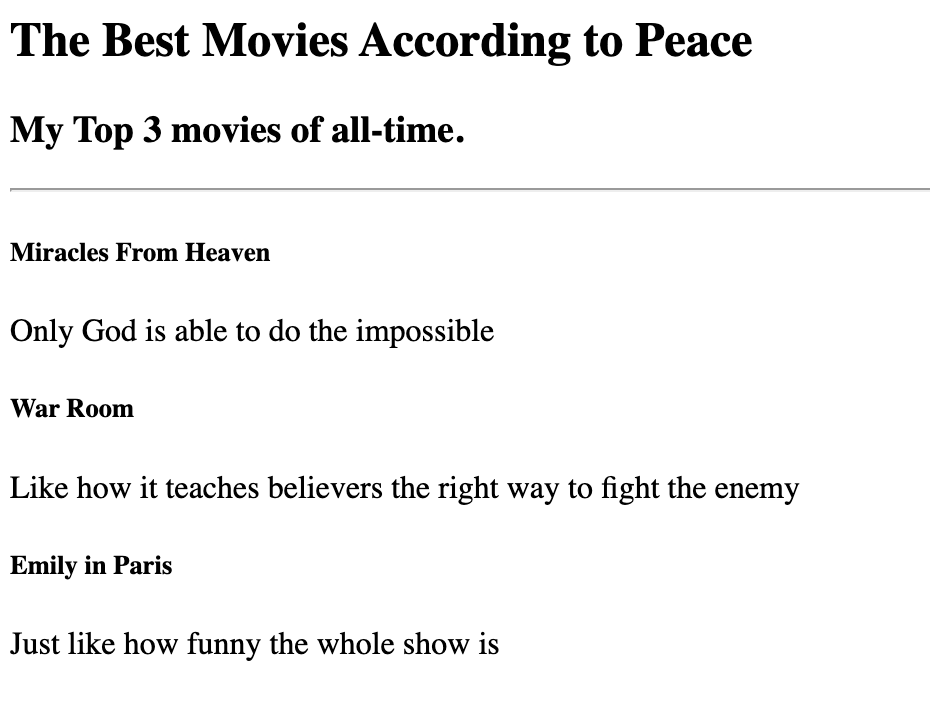 The Best Movies According to Peace
My Top 3 movies of all-time.
Miracles From Heaven
Only God is able to do the impossible
War Room
Like how it teaches believers the right way to fight the enemy
Emily in Paris
Just like how funny the whole show is